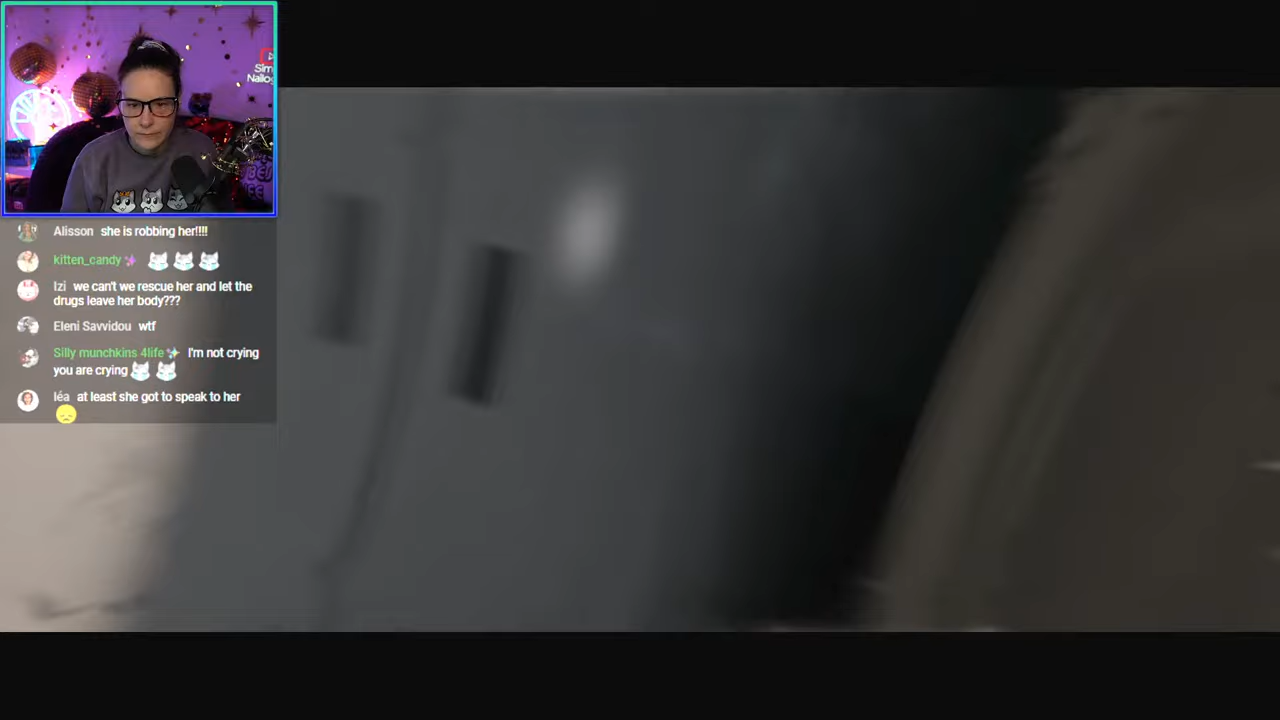 Sim
Nailog
Alisson she is robbing her!!!!
kitten_candy
Izi we can't we rescue her and let the
drugs leave her body???
Eleni Savvidou wtf
Silly munchkins 4life I'm not crying
you are crying
léa at least she got to speak to her